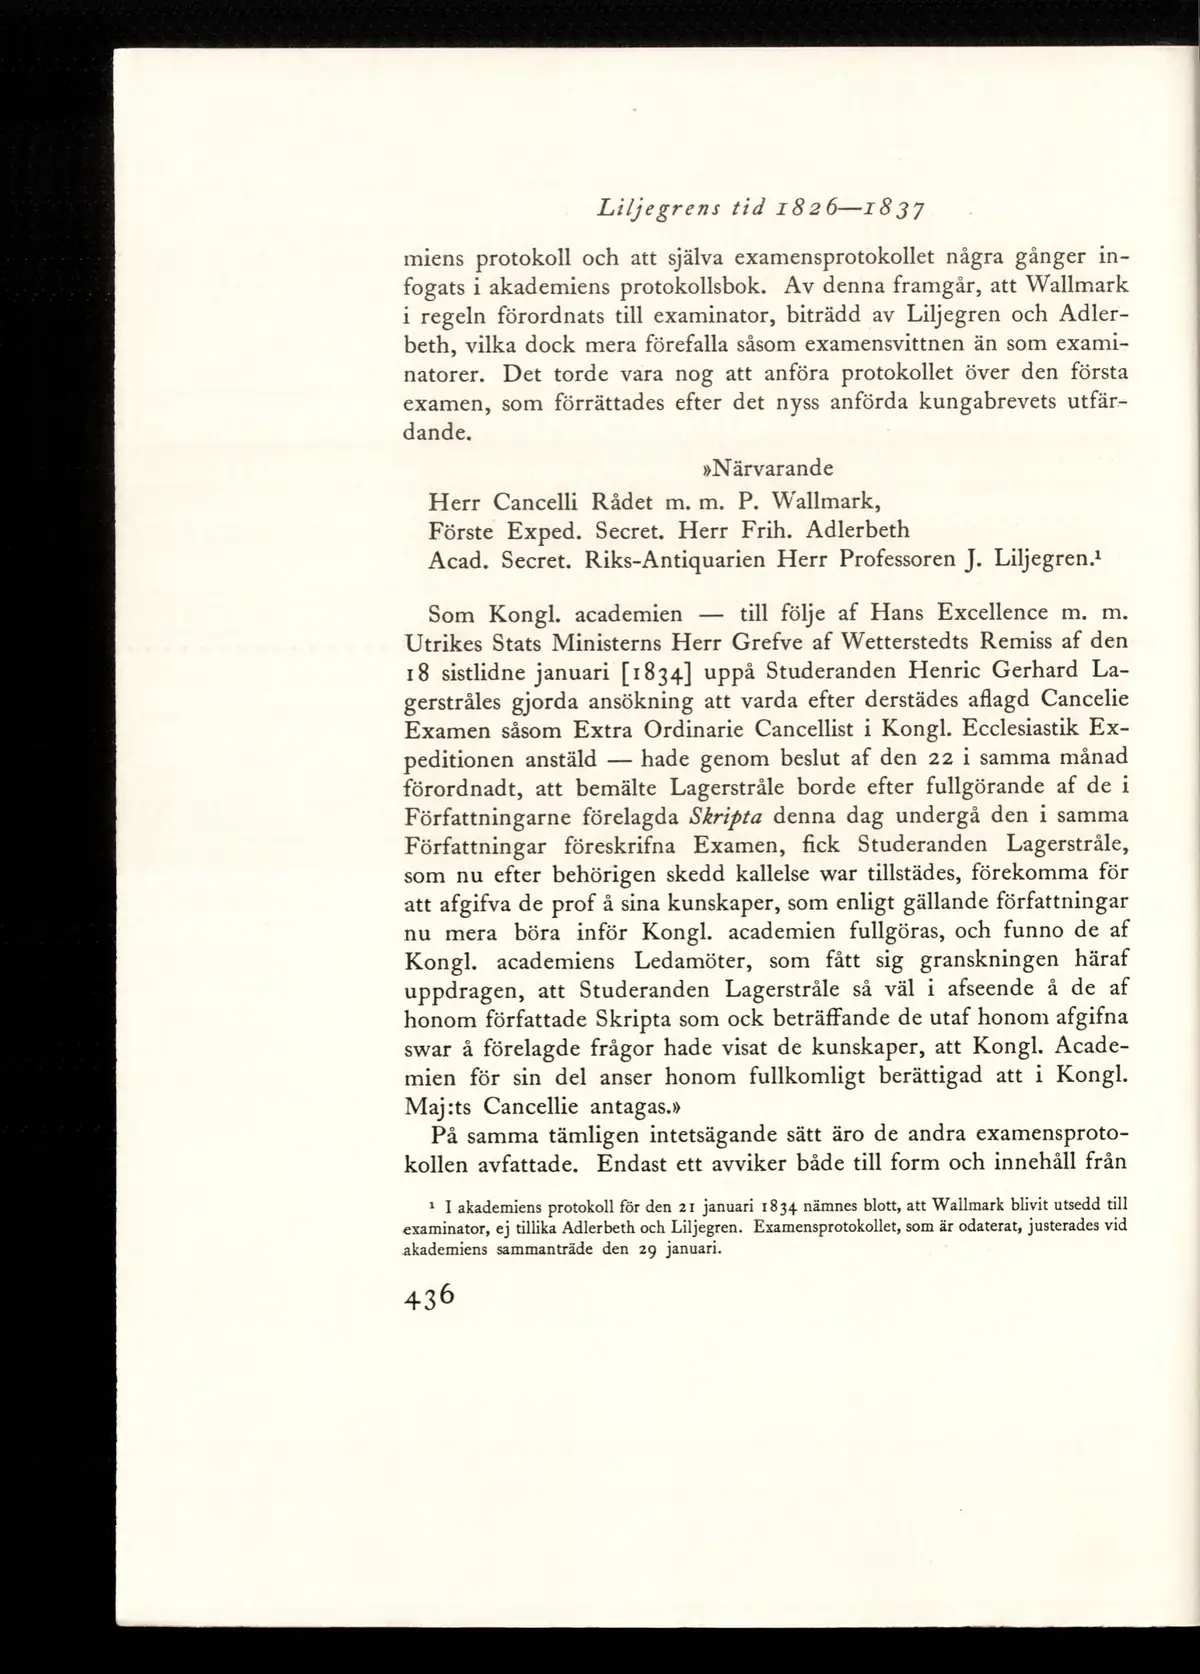 Liljegrens tid 1826—1837
miens protokoll och att själva examensprotokollet några gånger in-
fogats i akademiens protokollsbok. Av denna framgår, att Wallmark
i regeln förordnats till examinator, biträdd av Liljegren och Adler-
beth, vilka dock mera förefalla såsom examensvittnen än som exami-
natorer. Det torde vara nog att anföra protokollet över den första
examen, som förrättades efter det nyss anförda kungabrevets utfär-
dande.
»Närvarande
Herr Cancelli Rådet m. m. P. Wallmark,
Förste Exped. Secret. Herr Frih. Adlerbeth
Acad. Secret. Riks-Antiquarien Herr Professoren J. Liljegren.¹
Som Kongl. academien — till följe af Hans Excellence m. m.
Utrikes Stats Ministerns Herr Grefve af Wetterstedts Remiss af den
18 sistlidne januari [1834] uppå Studeranden Henric Gerhard La-
gerstråles gjorda ansökning att varda efter derstädes aflagd Cancelie
Examen såsom Extra Ordinarie Cancellist i Kongl. Ecclesiastik Ex-
peditionen anstäld — hade genom beslut af den 22 i samma månad
förordnadt, att bemälte Lagerstråle borde efter fullgörande af de i
Författningarne förelagda Skripta denna dag undergå den i samma
Författningar föreskrifna Examen, fick Studeranden Lagerstråle,
som nu efter behörigen skedd kallelse war tillstädes, förekomma för
att afgifva de prof å sina kunskaper, som enligt gällande författningar
nu mera böra inför Kongl. academien fullgöras, och funno de af
Kongl. academiens Ledamöter, som fått sig granskningen häraf
uppdragen, att Studeranden Lagerstråle så väl i afseende å de af
honom författade Skripta som ock beträffande de utaf honom afgifna
swar å förelagde frågor hade visat de kunskaper, att Kongl. Acade-
mien för sin del anser honom fullkomligt berättigad att i Kongl.
Maj:ts Cancellie antagas.»
På samma tämligen intetsägande sätt äro de andra examensproto-
kollen avfattade. Endast ett avviker både till form och innehåll från
¹ I akademiens protokoll för den 21 januari 1834 nämnes blott, att Wallmark blivit utsedd till
examinator, ej tillika Adlerbeth och Liljegren. Examensprotokollet, som är odaterat, justerades vid
akademiens sammanträde den 29 januari.
436